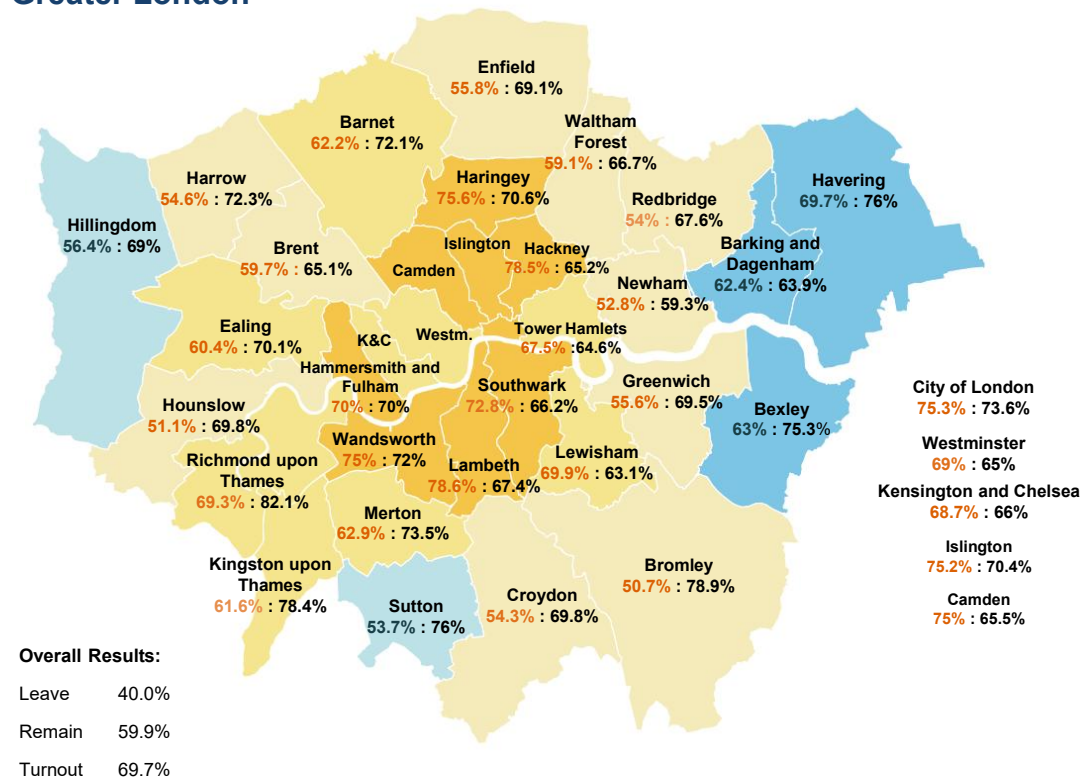 Greater London
Enfield
55.8% : 69.1%
Barnet
62.2% : 72.1%
Waltham
Forest
59.1% : 66.7%
Harrow
54.6% : 72.3%
Haringey
75.6% : 70.6%
Redbridge
54% : 67.6%
Havering
69.7% : 76%
Hillingdom
56.4% : 69%
Brent
59.7% : 65.1%
Islington
Camden
Hackney
78.5% : 65.2%
Barking and
Dagenham
62.4% : 63.9%
Newham
52.8% : 59.3%
Ealing
60.4% : 70.1%
K&C
Westm.
Tower Hamlets
67.5% :64.6%
Hammersmith and
Fulham
70% : 70%
Southwark
72.8% : 66.2%
Greenwich
55.6% : 69.5%
Bexley
63% : 75.3%
Hounslow
51.1% : 69.8%
Wandsworth
75% : 72%
Lambeth
78.6% : 67.4%
Lewisham
69.9% : 63.1%
Richmond upon
Thames
69.3% : 82.1%
Merton
62.9% : 73.5%
Kingston upon
Thames
61.6% : 78.4%
Sutton
53.7% : 76%
Croydon
54.3% : 69.8%
Bromley
50.7% : 78.9%
City of London
75.3% : 73.6%
Westminster
69% : 65%
Kensington and Chelsea
68.7% : 66%
Islington
75.2% : 70.4%
Camden
75% : 65.5%
Overall Results:
Leave 40.0%
Remain 59.9%
Turnout 69.7%